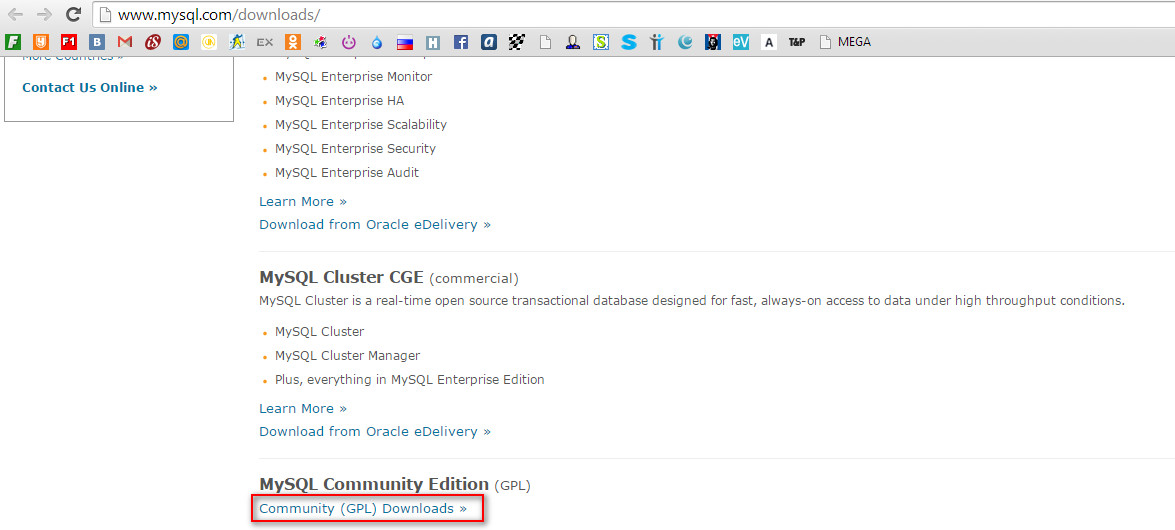 www.mysql.com/downloads/
F1 B M EX H f a S eV A T&P MEGA
More Countries »
Contact Us Online »
MySQL Enterprise Monitor
MySQL Enterprise HA
MySQL Enterprise Scalability
MySQL Enterprise Security
MySQL Enterprise Audit
Learn More »
Download from Oracle eDelivery »
MySQL Cluster CGE (commercial)
MySQL Cluster is a real-time open source transactional database designed for fast, always-on access to data under high throughput conditions.
MySQL Cluster
MySQL Cluster Manager
Plus, everything in MySQL Enterprise Edition
Learn More »
Download from Oracle eDelivery »
MySQL Community Edition (GPL)
Community (GPL) Downloads »